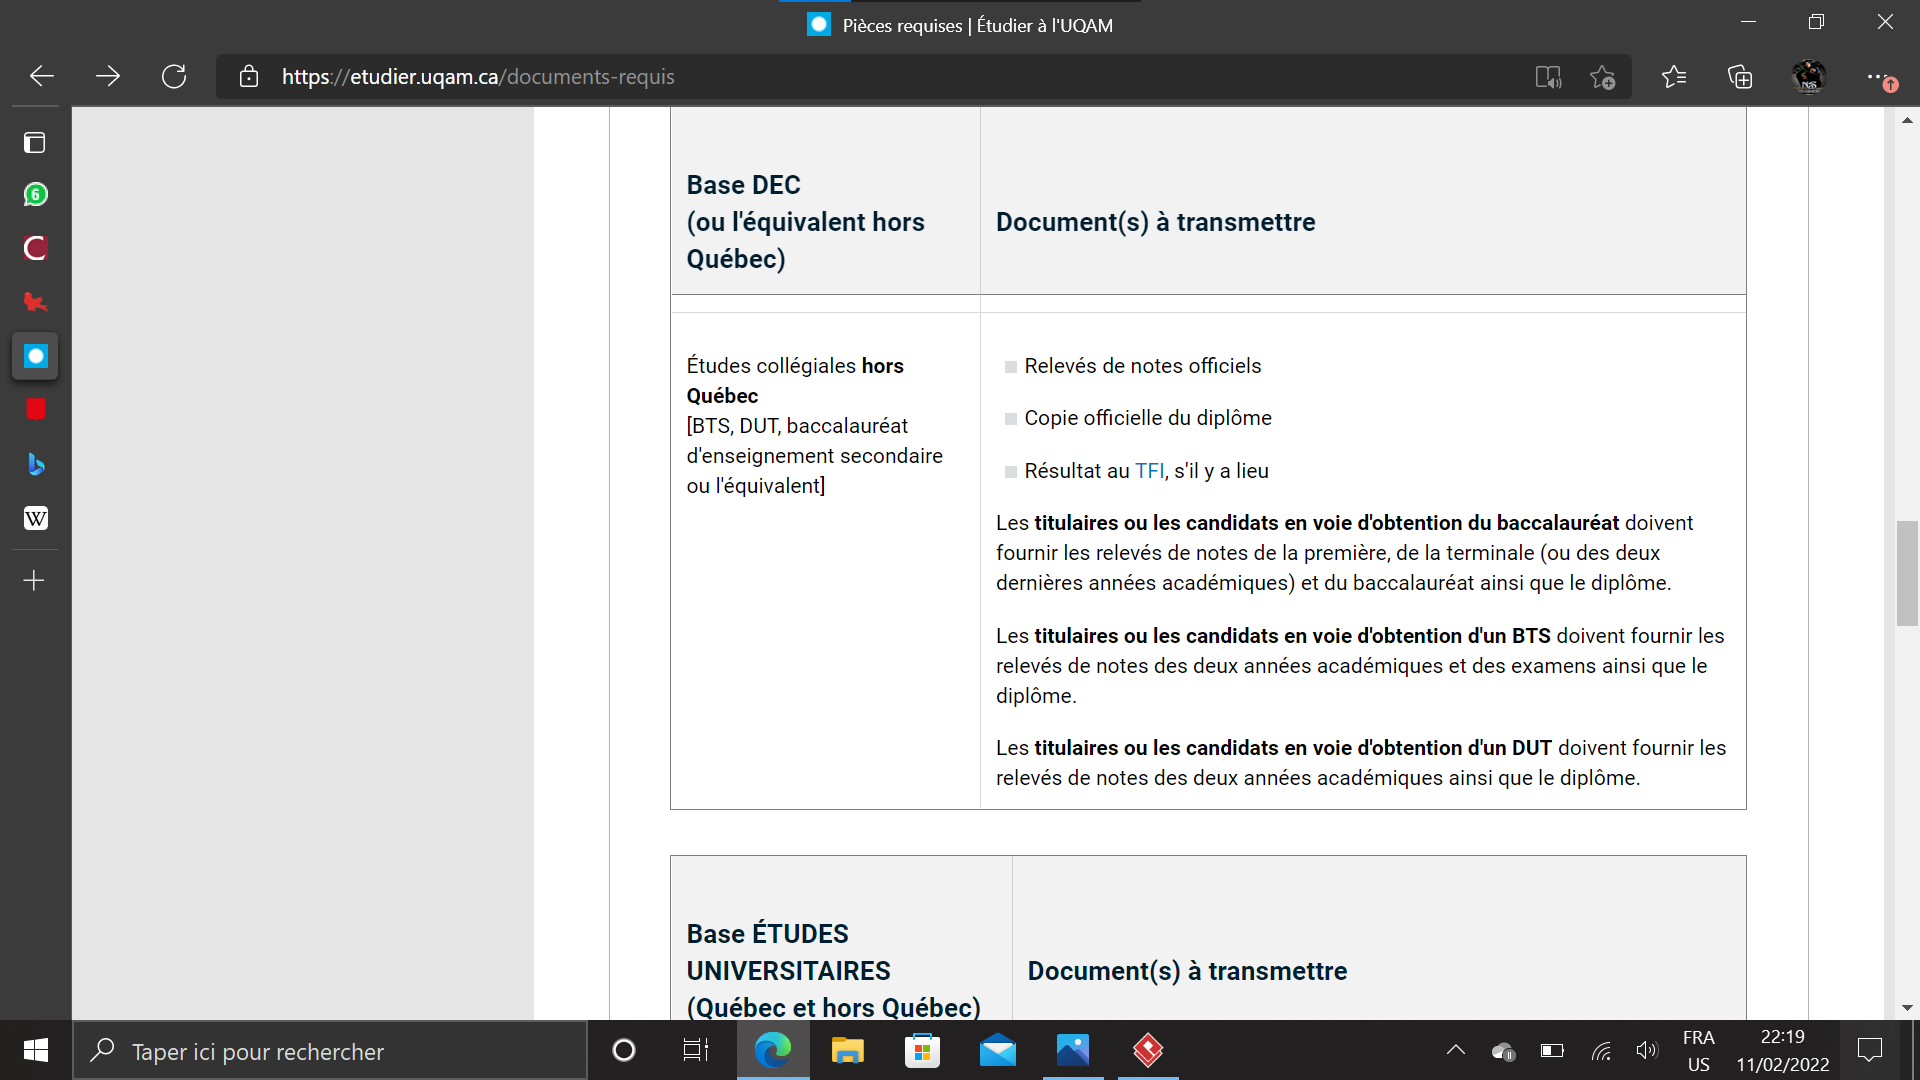 Pièces requises | Étudier à l'UQAM
https://etudier.uqam.ca/documents-requis
6
Base DEC
(ou l'équivalent hors
Québec)
Document(s) à transmettre
Études collégiales hors
Québec
[BTS, DUT, baccalauréat
d'enseignement secondaire
ou l'équivalent]
Relevés de notes officiels
Copie officielle du diplôme
Résultat au TFI, s'il y a lieu
Les titulaires ou les candidats en voie d'obtention du baccalauréat doivent
fournir les relevés de notes de la première, de la terminale (ou des deux
dernières années académiques) et du baccalauréat ainsi que le diplôme.
Les titulaires ou les candidats en voie d'obtention d'un BTS doivent fournir les
relevés de notes des deux années académiques et des examens ainsi que le
diplôme.
Les titulaires ou les candidats en voie d'obtention d'un DUT doivent fournir les
relevés de notes des deux années académiques ainsi que le diplôme.
Base ÉTUDES
UNIVERSITAIRES
(Québec et hors Québec)
Document(s) à transmettre
Taper ici pour rechercher
FRA
US
22:19
11/02/2022